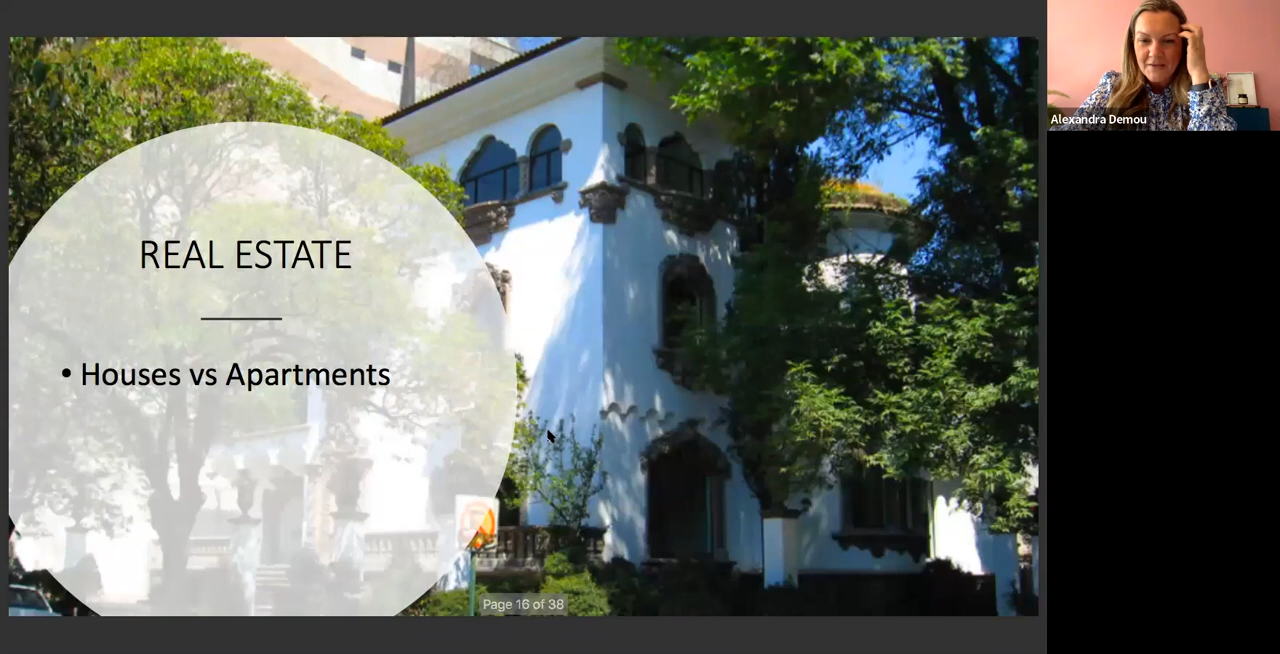 REAL ESTATE
• Houses vs Apartments
Page 16 of 38
Alexandra Demou